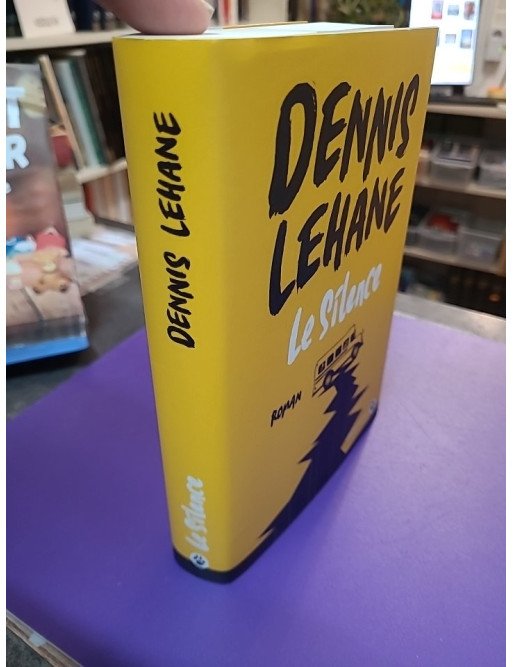 DENNIS LEHANE
Le Silence
DENNIS
LEHANE
Le Silence
ROMAN